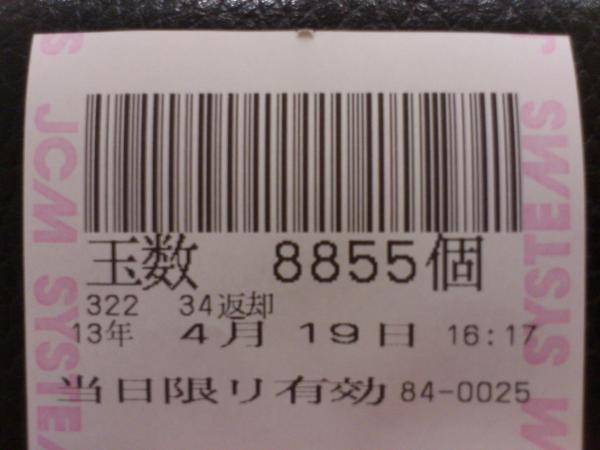 玉数 8855個
322 34返却
13年 4月19日 16:17
当日限り有効 84-0025
JCM SYSTEMS
JCM SYSTEMS